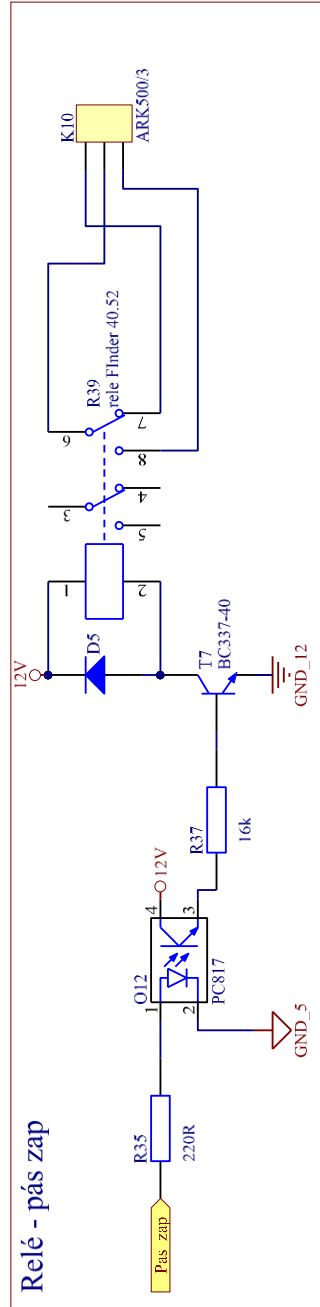 Relé - pás zap
Pas zap
R35
220R
O12
1
2
4
3
PC817
GND_5
12V
R37
16k
12V
D5
T7
BC337-40
GND_12
1
2
3
4
5
6
7
8
R39
rele FInder 40.52
K10
ARK500/3